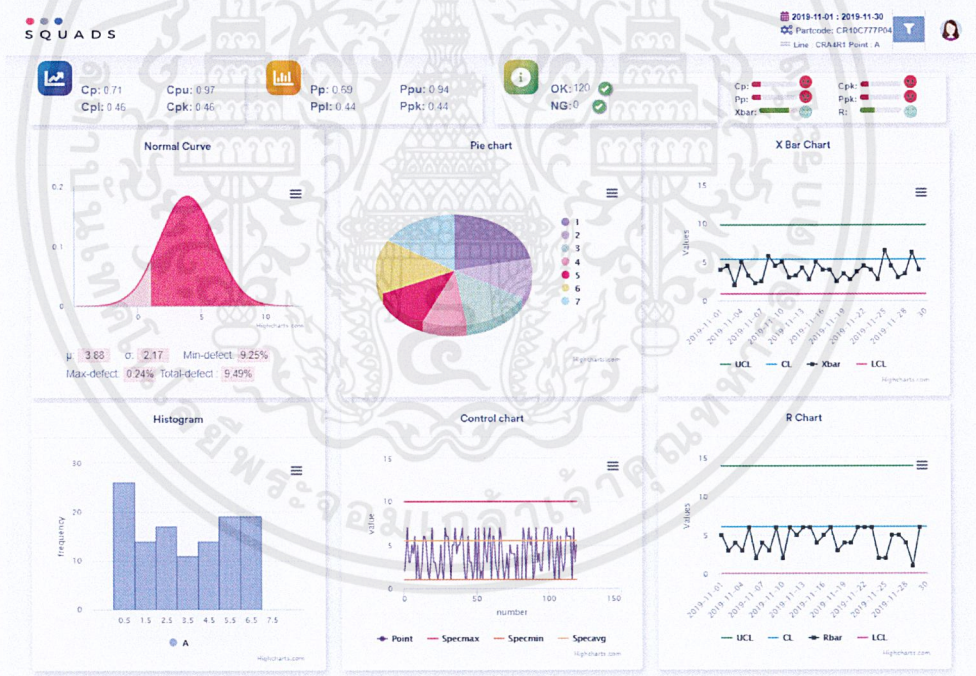 SQUADS
2019-11-01 : 2019-11-30
Partcode: CR10C777P04
Line : CRA4R1 Point : A
Cp: 0.71 Cpu: 0.97
Cpl: 0.46 Cpk: 0.46
Pp: 0.69 Ppu: 0.94
Ppl: 0.44 Ppk: 0.44
OK: 120
NG: 0
Cp: Cpk:
Pp: Ppk:
Xbar: R:
Normal Curve
0.2
0.1
0
0 5 10
Highcharts.com
μ: 3.88 σ: 2.17 Min-defect: 9.25%
Max-defect: 0.24% Total-defect : 9.49%
Pie chart
1
2
3
4
5
6
7
Highcharts.com
X Bar Chart
Values
15
10
5
0
2019-11-01 2019-11-04 2019-11-07 2019-11-10 2019-11-13 2019-11-16 2019-11-19 2019-11-22 2019-11-25 2019-11-28 30
UCL CL Xbar LCL
Highcharts.com
Histogram
frequency
30
20
10
0
0.5 1.5 2.5 3.5 4.5 5.5 6.5 7.5
A
Highcharts.com
Control chart
value
15
10
5
0
0 50 100 150
number
Point Specmax Specmin Specavg
Highcharts.com
R Chart
Values
15
10
5
0
2019-11-01 2019-11-04 2019-11-07 2019-11-10 2019-11-13 2019-11-16 2019-11-19 2019-11-22 2019-11-25 2019-11-28 30
UCL CL Rbar LCL
Highcharts.com